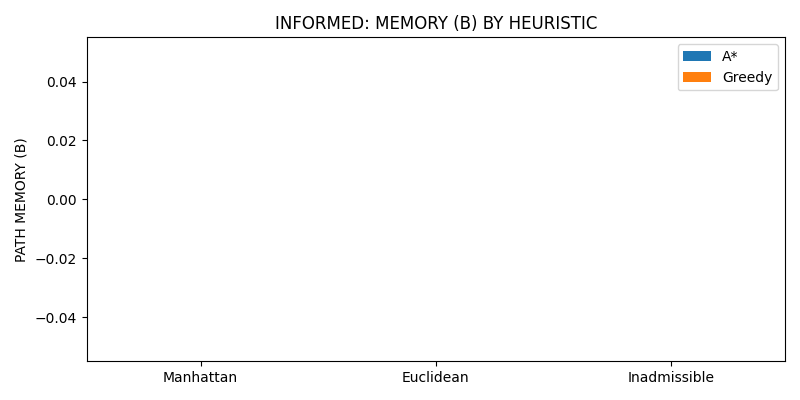 INFORMED: MEMORY (B) BY HEURISTIC
A*
Greedy
PATH MEMORY (B)
0.04
0.02
0.00
−0.02
−0.04
Manhattan
Euclidean
Inadmissible